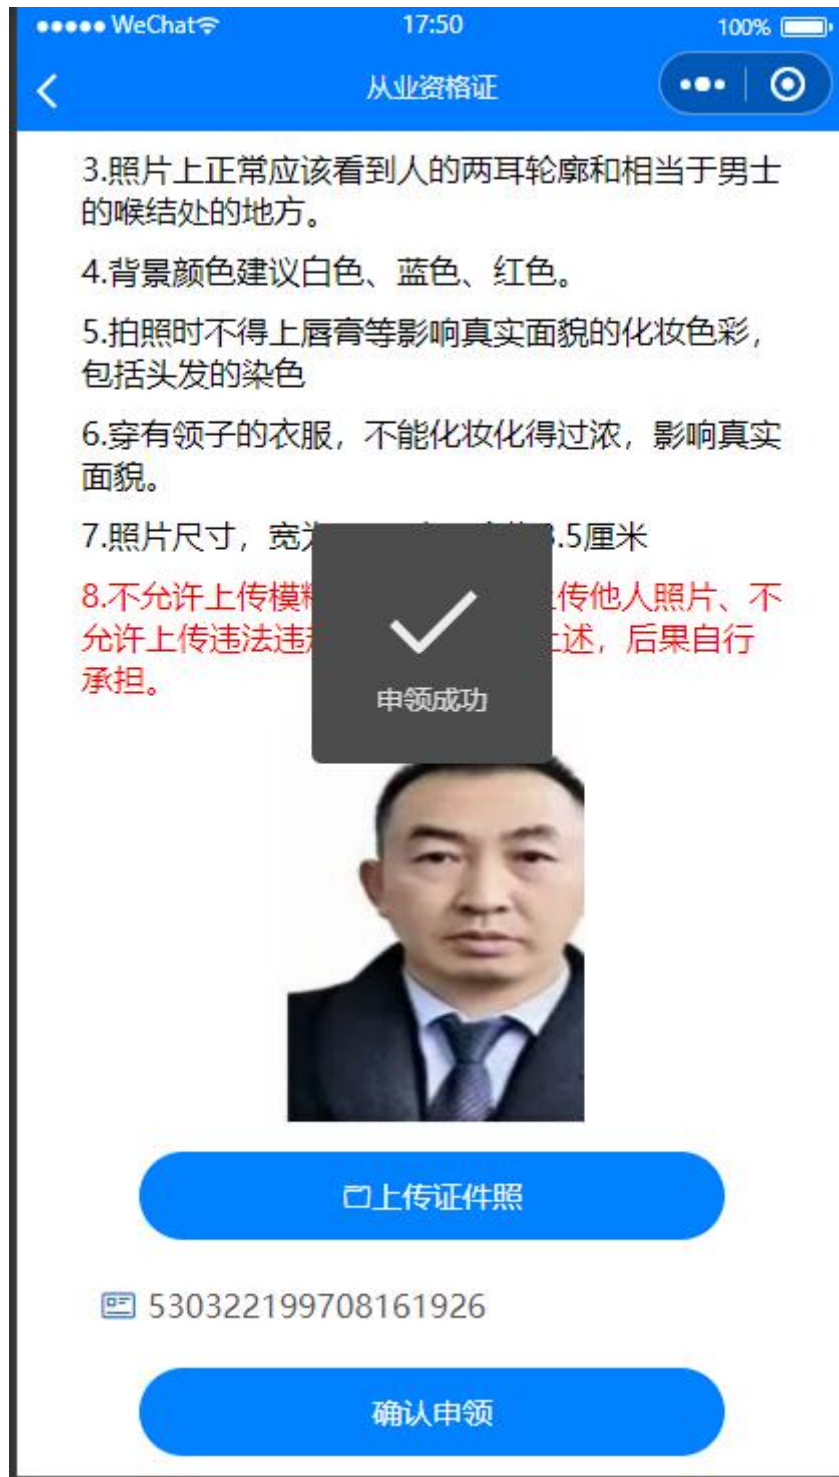 WeChat
17:50
100%
从业资格证
3.照片上正常应该看到人的两耳轮廓和相当于男士
的喉结处的地方。
4.背景颜色建议白色、蓝色、红色。
5.拍照时不得上唇膏等影响真实面貌的化妆色彩，
包括头发的染色
6.穿有领子的衣服，不能化妆化得过浓，影响真实
面貌。
7.照片尺寸，宽 .5厘米
8.不允许上传模 传他人照片、不
允许上传违法违 述，后果自行
承担。
申领成功
上传证件照
530322199708161926
确认申领